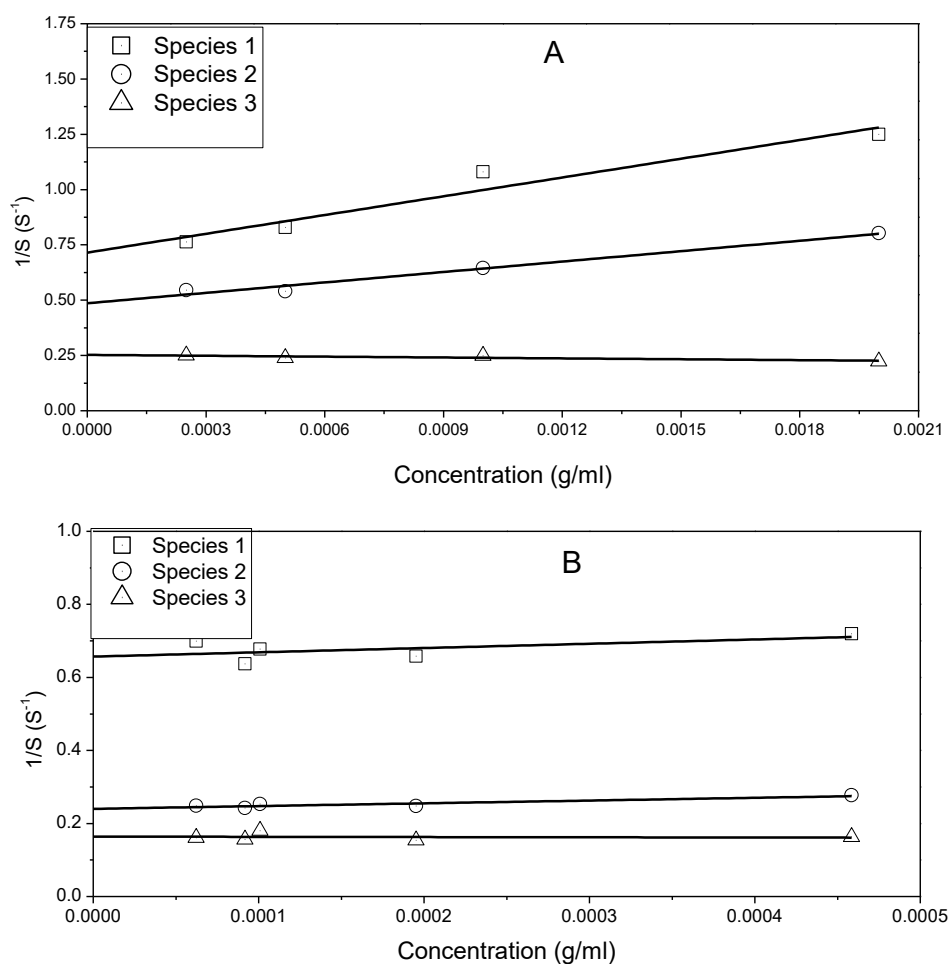 A
Species 1
Species 2
Species 3
1/S (S⁻¹)
1.75
1.50
1.25
1.00
0.75
0.50
0.25
0.00
0.0000 0.0003 0.0006 0.0009 0.0012 0.0015 0.0018 0.0021
Concentration (g/ml)
B
Species 1
Species 2
Species 3
1/S (S⁻¹)
1.0
0.8
0.6
0.4
0.2
0.0
0.0000 0.0001 0.0002 0.0003 0.0004 0.0005
Concentration (g/ml)